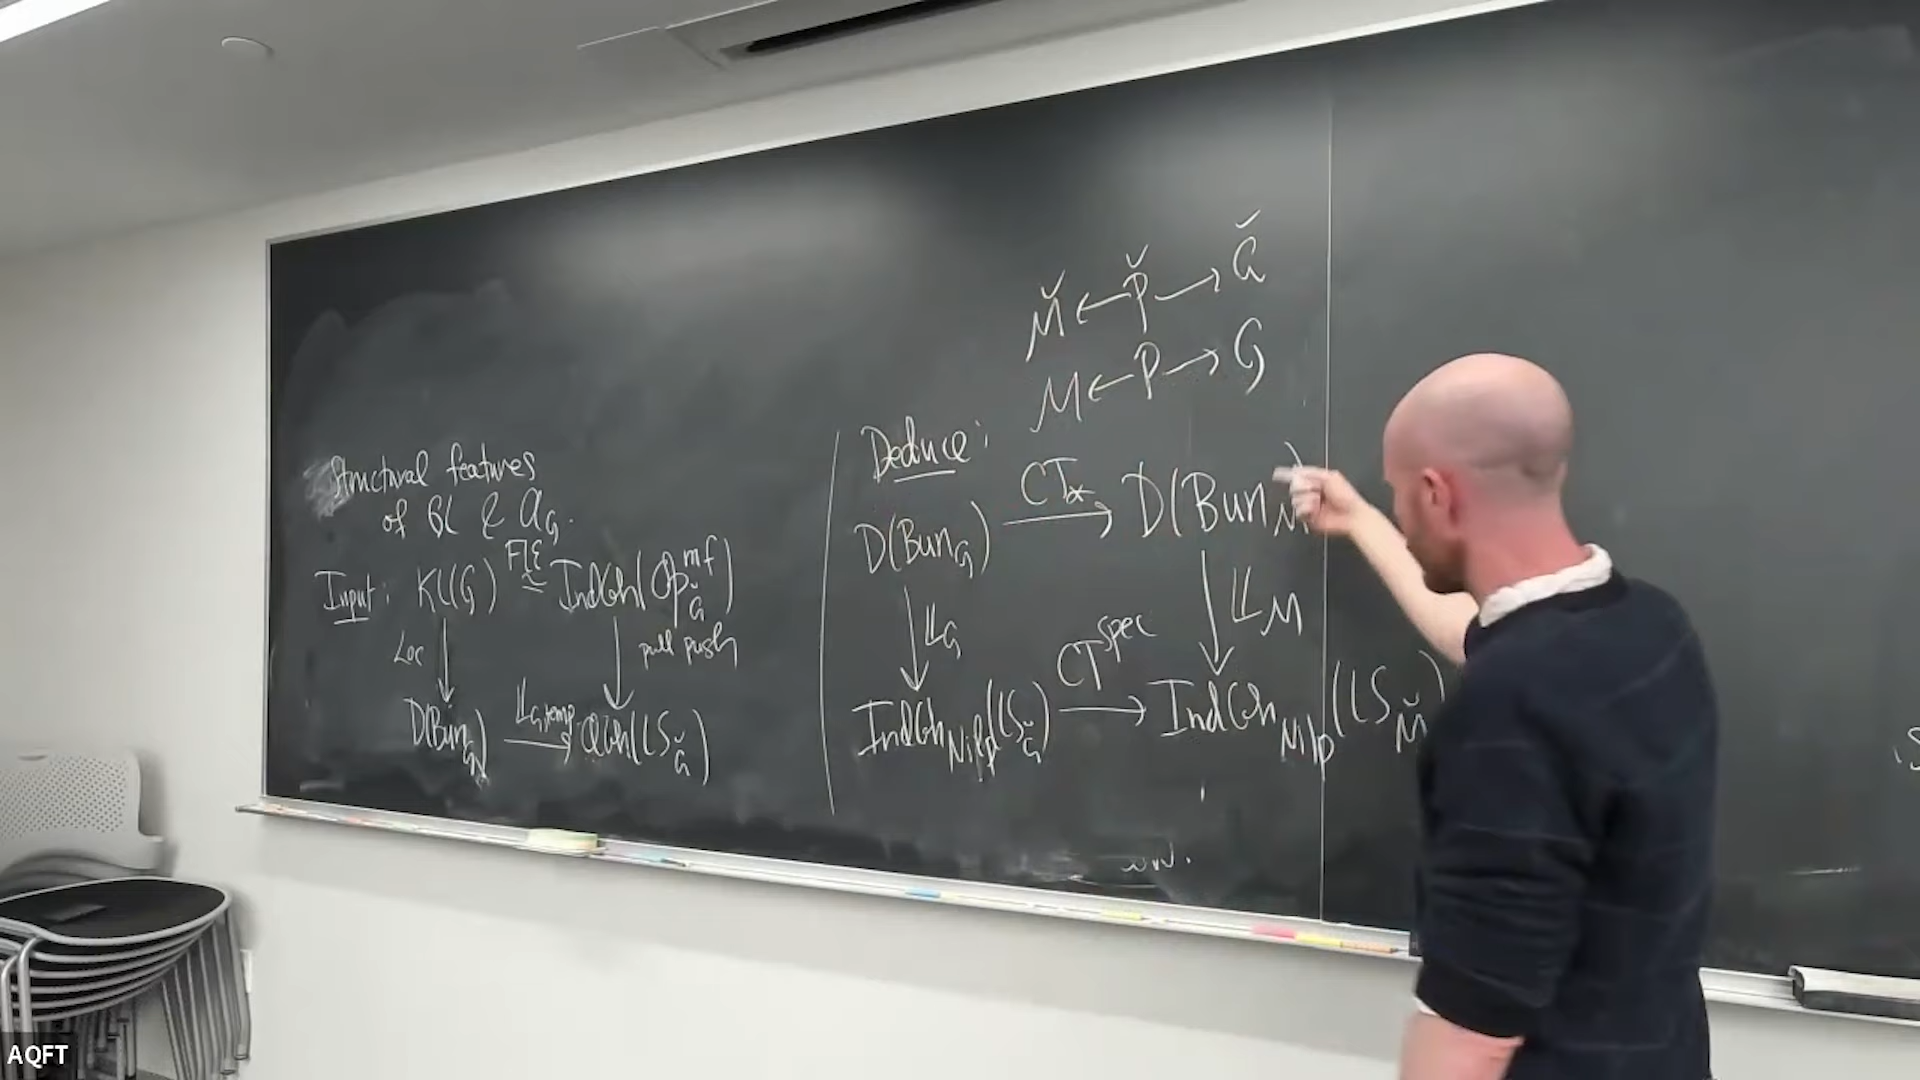 Structural features
of GL & A_G.
Input: KL(G) FLE ≃ IndCoh(Op^mf_Ǧ)
Loc ↓ ↓ pull push
D(Bun_G) —L_G,temp→ QCoh(LS_Ǧ)
M̌ ← P̌ → Ǧ
M ← P → G
Deduce:
D(Bun_G) —CT_*→ D(Bun_M)
↓ L_G ↓ L_M
IndCoh_Nilp(LS_Ǧ) —CT^spec→ IndCoh_Nilp(LS_M̌)
AQFT